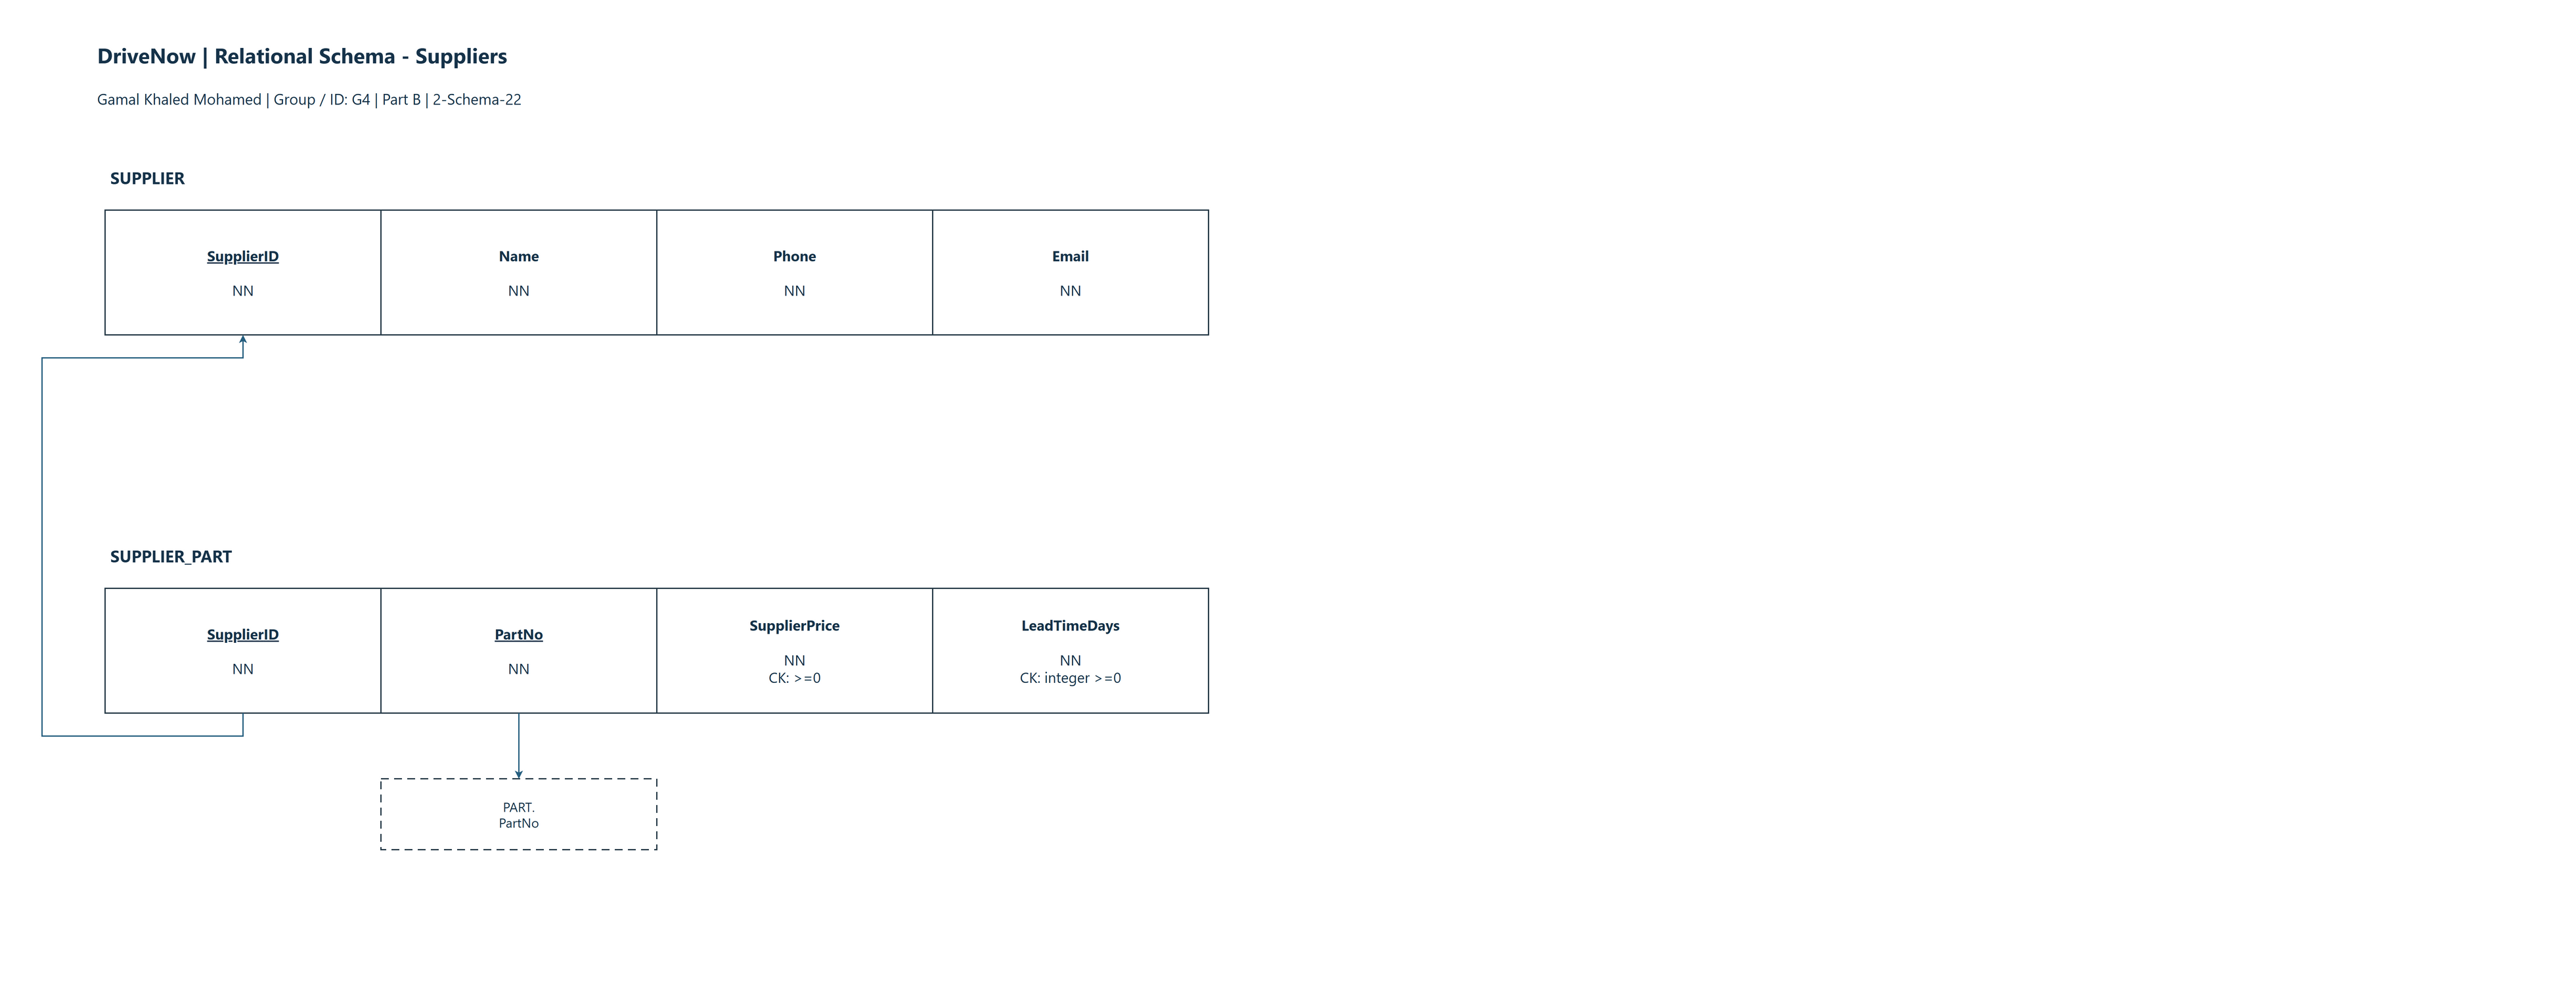 DriveNow | Relational Schema - Suppliers
Gamal Khaled Mohamed | Group / ID: G4 | Part B | 2-Schema-22
SUPPLIER
SupplierID
NN
Name
NN
Phone
NN
Email
NN
SUPPLIER_PART
SupplierID
NN
PartNo
NN
SupplierPrice
NN
CK: >=0
LeadTimeDays
NN
CK: integer >=0
PART.
PartNo